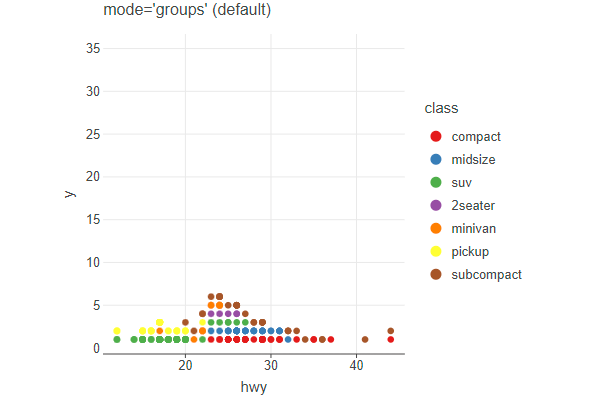 mode='groups' (default)
35
30
25
20
15
10
5
0
y
20
30
40
hwy
class
compact
midsize
suv
2seater
minivan
pickup
subcompact